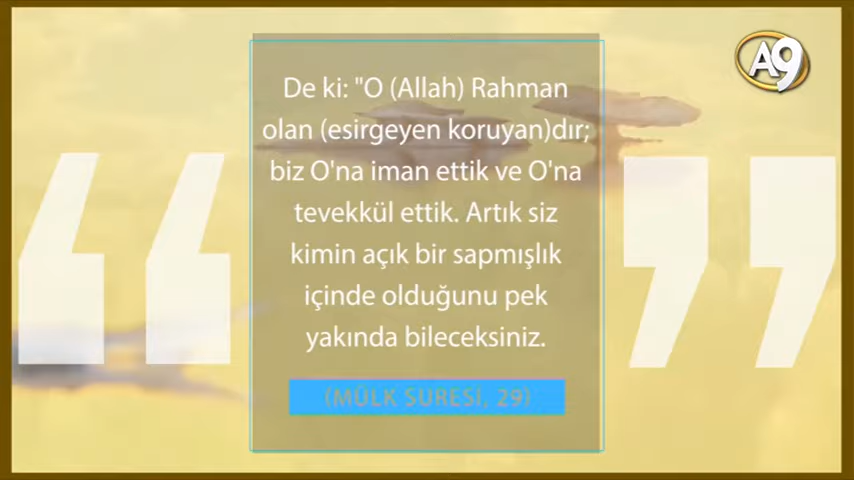 A9
De ki: "O (Allah) Rahman
olan (esirgeyen koruyan)dır;
biz O'na iman ettik ve O'na
tevekkül ettik. Artık siz
kimin açık bir sapmışlık
içinde olduğunu pek
yakında bileceksiniz.
(MÜLK SURESİ, 29)